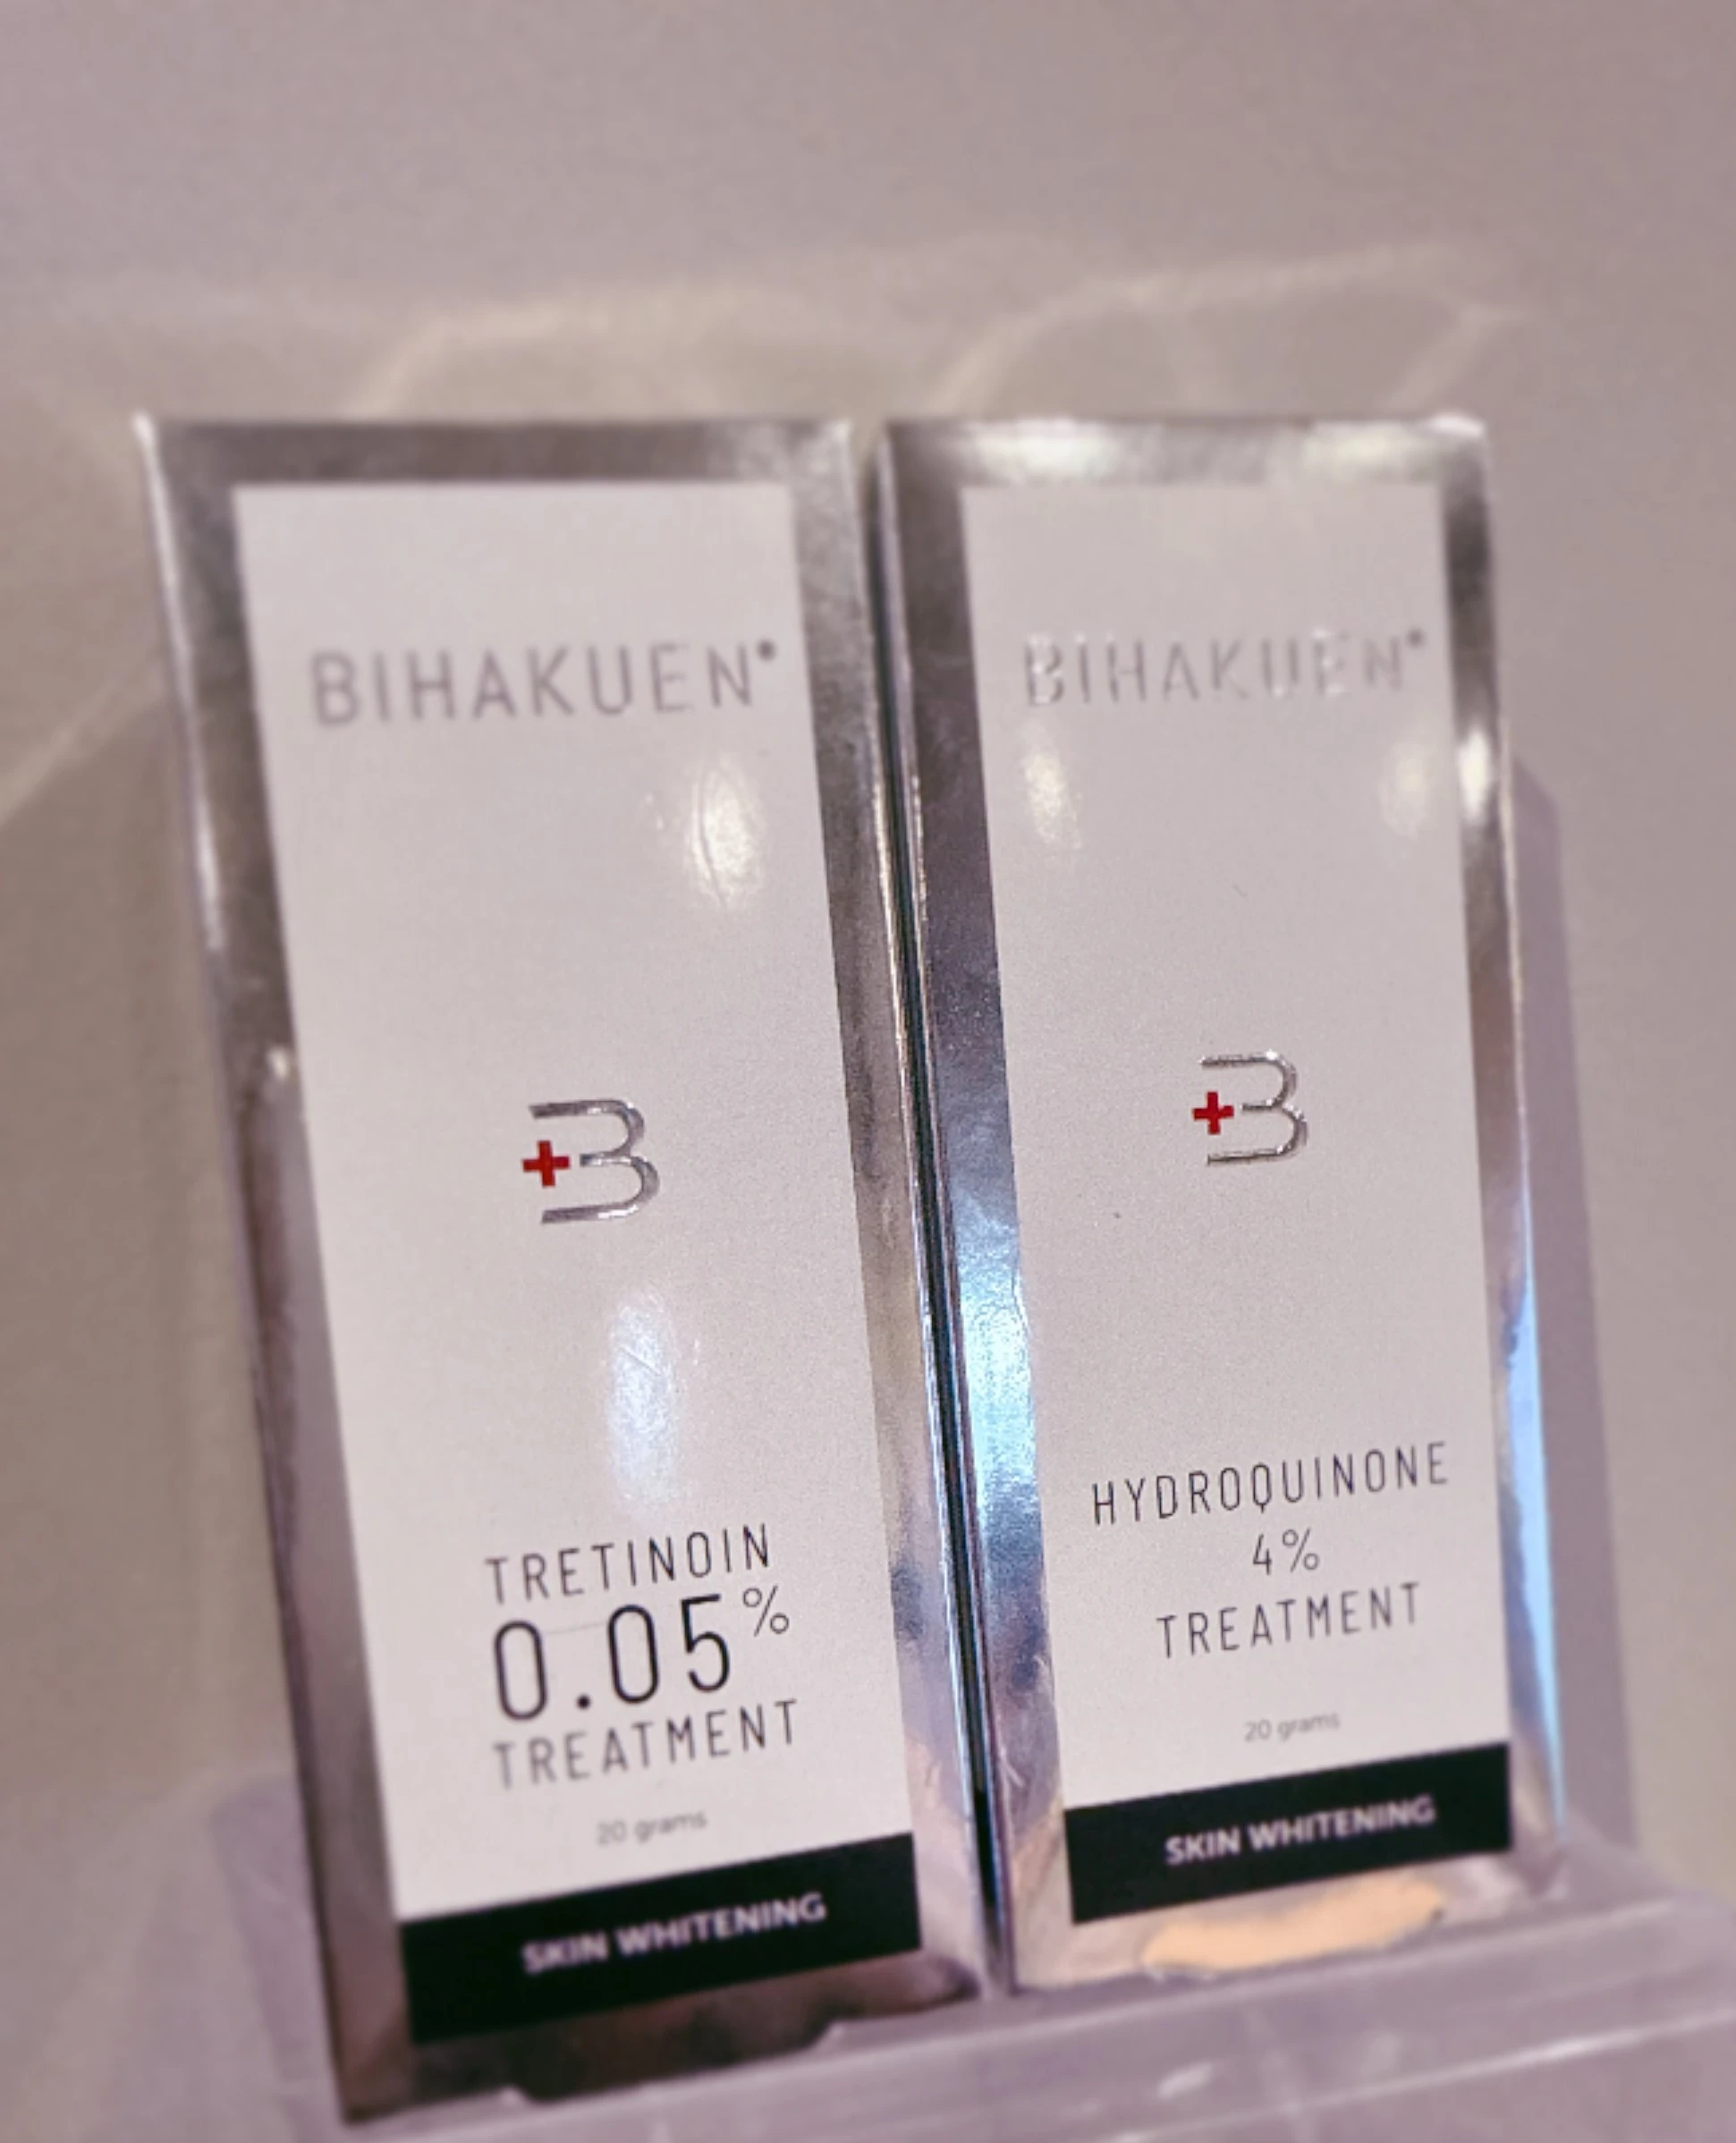 BIHAKUEN®
B
TRETINOIN
0.05%
TREATMENT
20 grams
SKIN WHITENING
BIHAKUEN®
B
HYDROQUINONE
4%
TREATMENT
20 grams
SKIN WHITENING